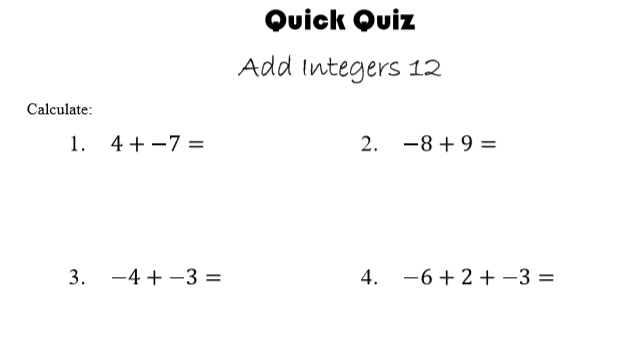 Quick Quiz
Add Integers 12
Calculate:
1. 4 + −7 = 2. −8 + 9 =
3. −4 + −3 = 4. −6 + 2 + −3 =